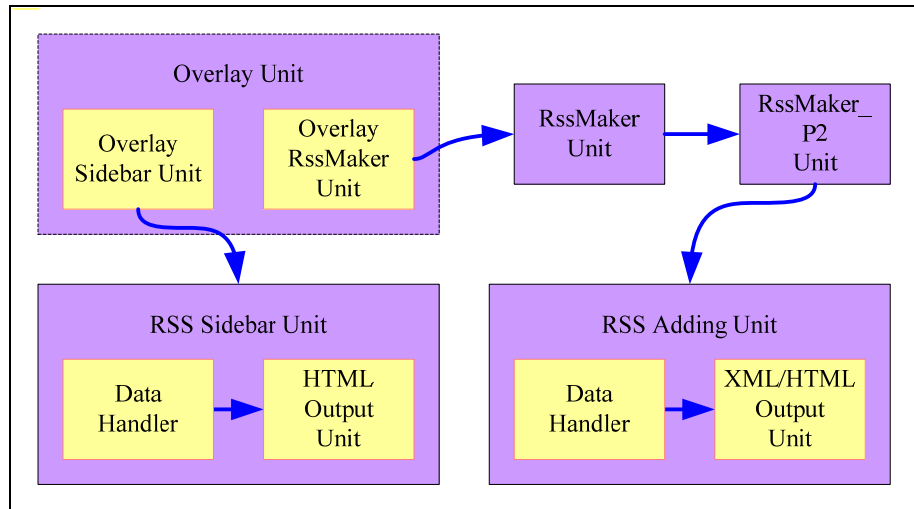 Overlay Unit
Overlay
Sidebar Unit
Overlay
RssMaker
Unit
RssMaker
Unit
RssMaker_
P2
Unit
RSS Sidebar Unit
Data
Handler
HTML
Output
Unit
RSS Adding Unit
Data
Handler
XML/HTML
Output
Unit